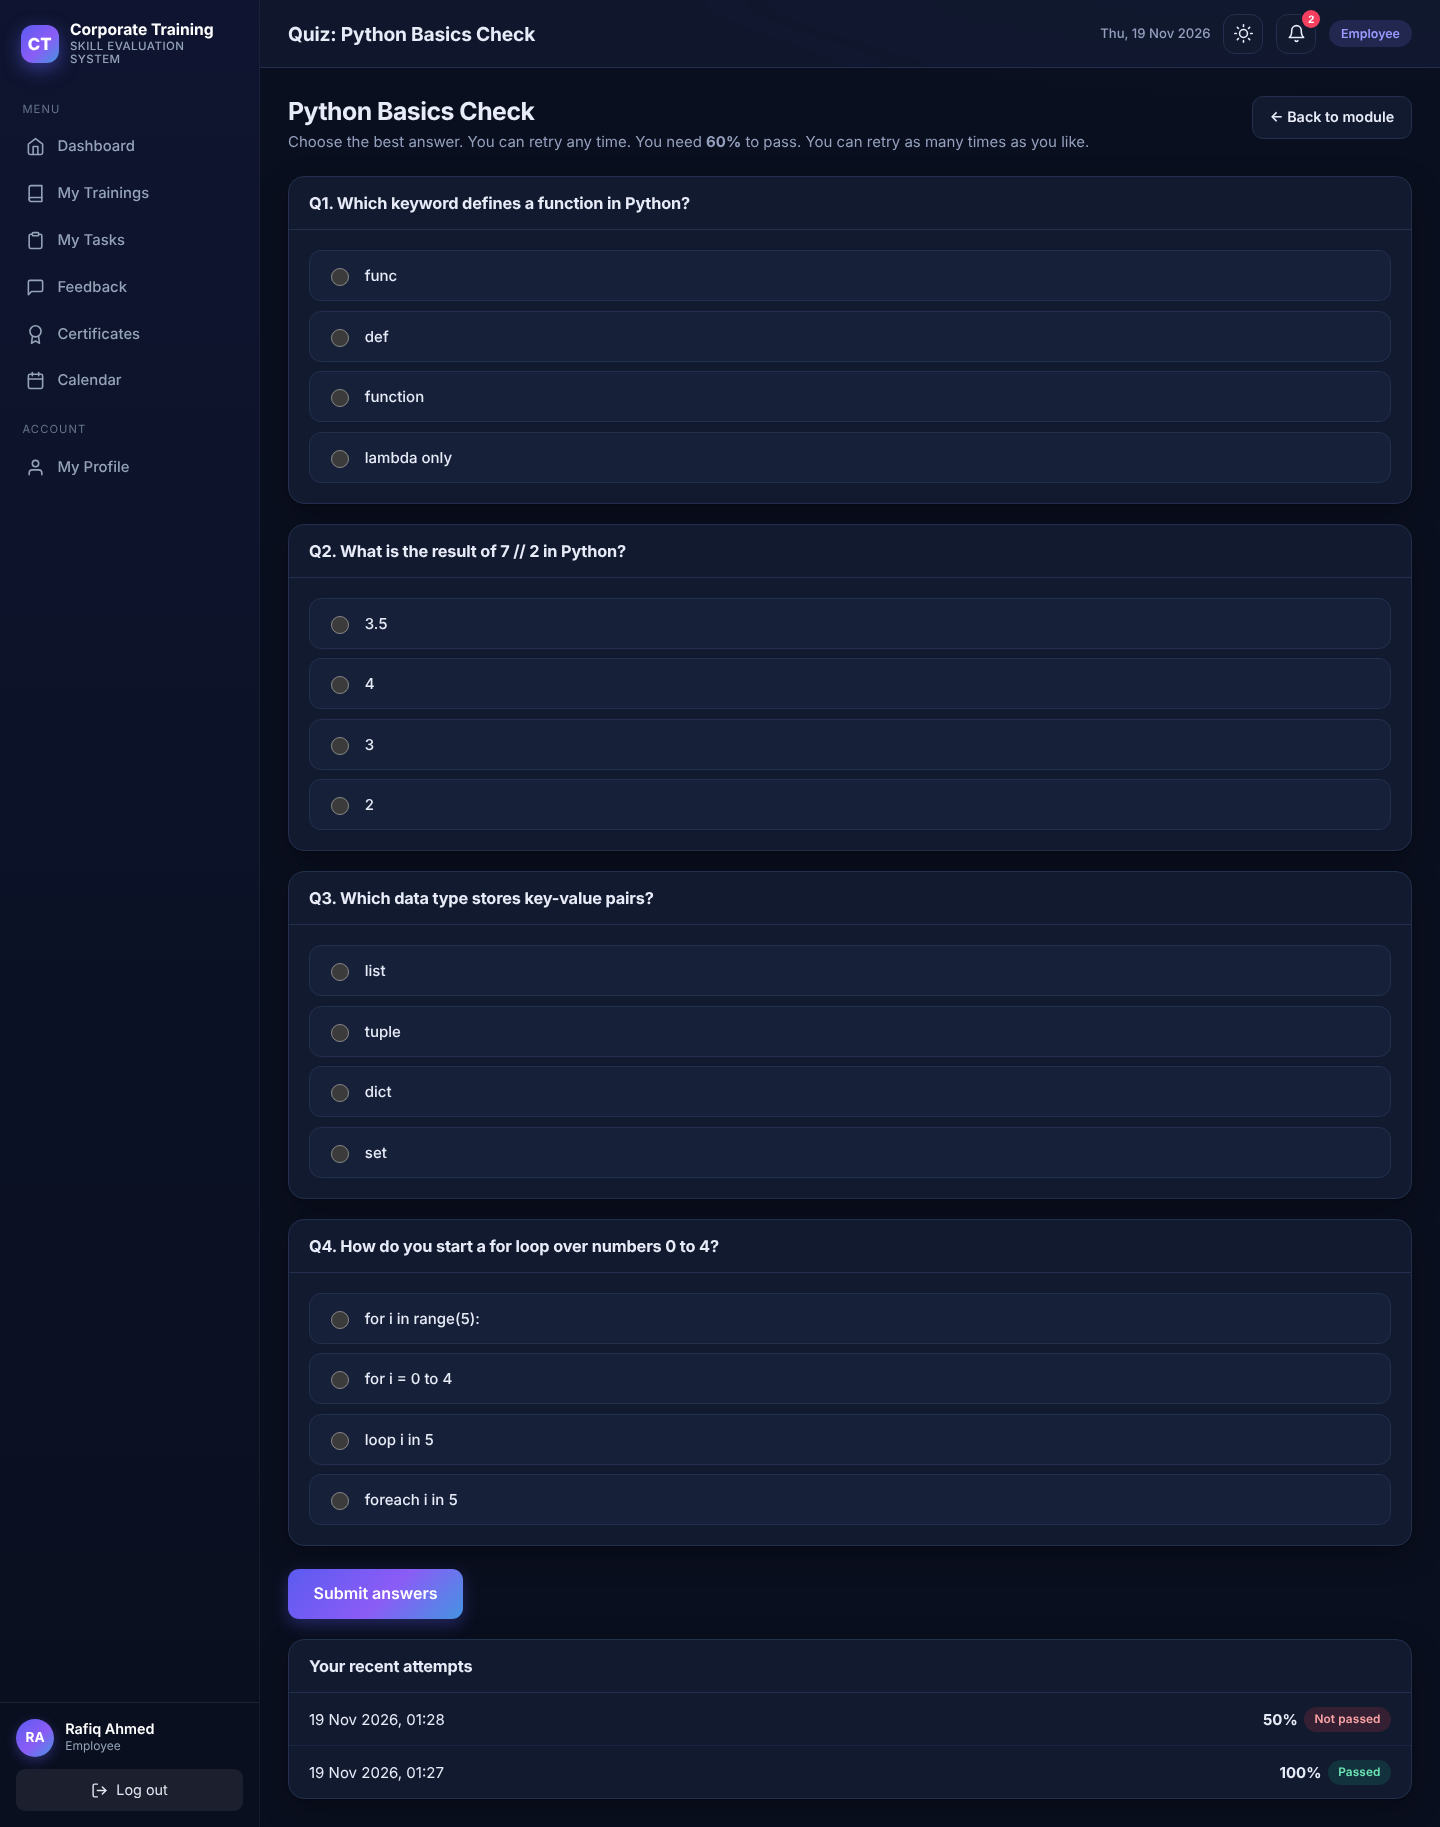 CT
Corporate Training
SKILL EVALUATION
SYSTEM
MENU
Dashboard
My Trainings
My Tasks
Feedback
Certificates
Calendar
ACCOUNT
My Profile
RA
Rafiq Ahmed
Employee
Log out
Quiz: Python Basics Check
Thu, 19 Nov 2026
2
Employee
Python Basics Check
Choose the best answer. You can retry any time. You need 60% to pass. You can retry as many times as you like.
← Back to module
Q1. Which keyword defines a function in Python?
func
def
function
lambda only
Q2. What is the result of 7 // 2 in Python?
3.5
4
3
2
Q3. Which data type stores key-value pairs?
list
tuple
dict
set
Q4. How do you start a for loop over numbers 0 to 4?
for i in range(5):
for i = 0 to 4
loop i in 5
foreach i in 5
Submit answers
Your recent attempts
19 Nov 2026, 01:28 50% Not passed
19 Nov 2026, 01:27 100% Passed